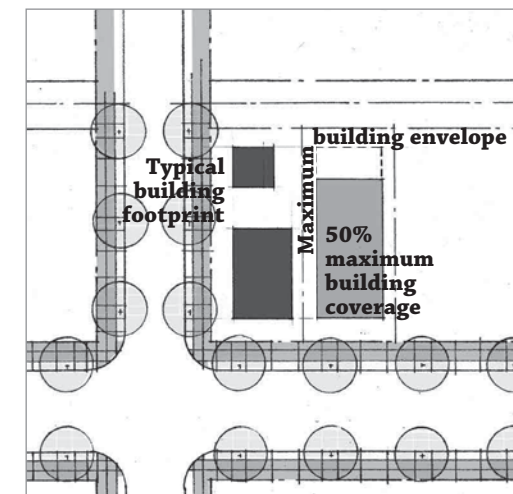 building envelope
Maximum
Typical
building
footprint
50%
maximum
building
coverage